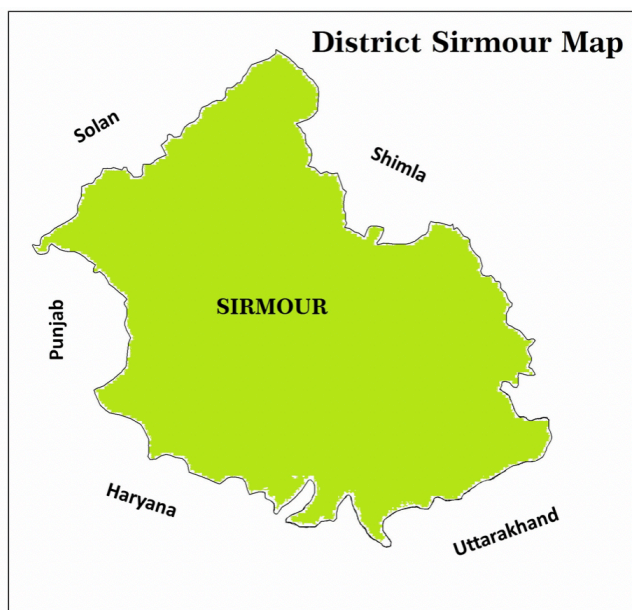 District Sirmour Map
Solan
Shimla
SIRMOUR
Punjab
Haryana
Uttarakhand